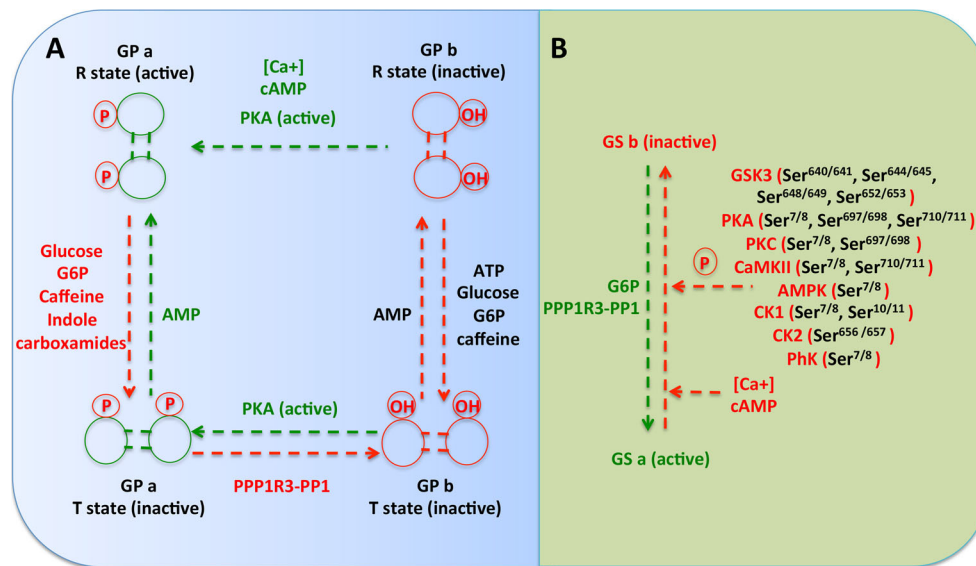 A
GP a
R state (active)
[Ca+]
cAMP
PKA (active)
GP b
R state (inactive)
P
P
OH
OH
Glucose
G6P
Caffeine
Indole
carboxamides
AMP
AMP
ATP
Glucose
G6P
caffeine
P
P
PKA (active)
OH
OH
PPP1R3-PP1
GP a
T state (inactive)
GP b
T state (inactive)
B
GS b (inactive)
GSK3 (Ser640/641, Ser644/645,
Ser648/649, Ser652/653)
PKA (Ser7/8, Ser697/698, Ser710/711)
PKC (Ser7/8, Ser697/698)
CaMKII (Ser7/8, Ser710/711)
AMPK (Ser7/8)
CK1 (Ser7/8, Ser10/11)
CK2 (Ser656/657)
PhK (Ser7/8)
P
G6P
PPP1R3-PP1
[Ca+]
cAMP
GS a (active)